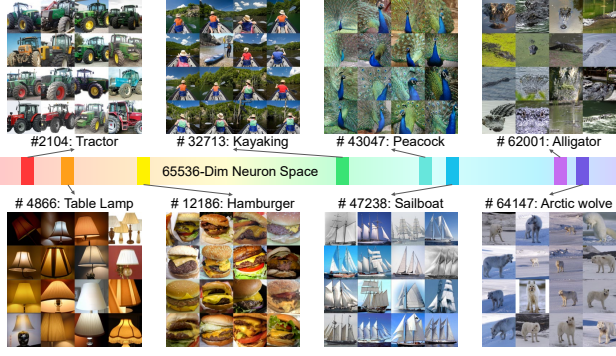 #2104: Tractor
# 32713: Kayaking
# 43047: Peacock
# 62001: Alligator
65536-Dim Neuron Space
# 4866: Table Lamp
# 12186: Hamburger
# 47238: Sailboat
# 64147: Arctic wolve